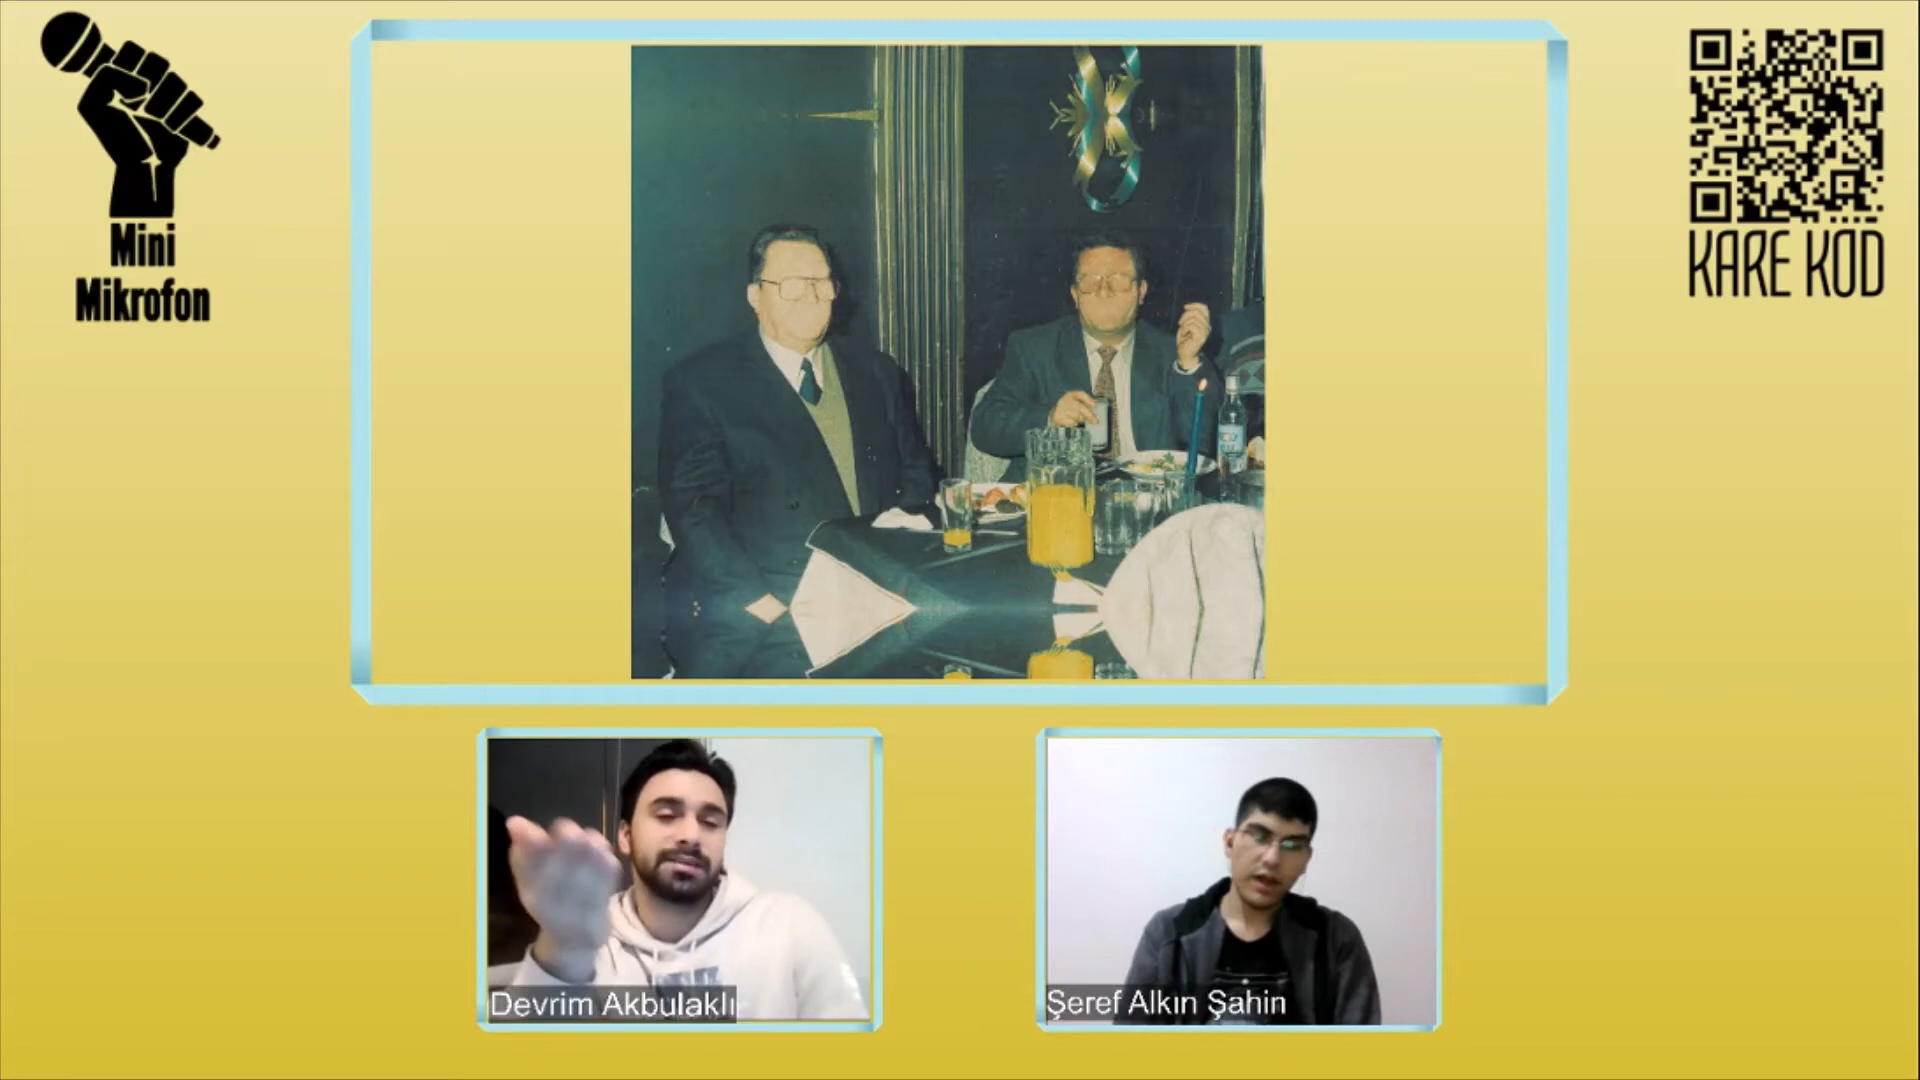 Mini
Mikrofon
KARE KOD
Devrim Akbulaklı
Şeref Alkın Şahin